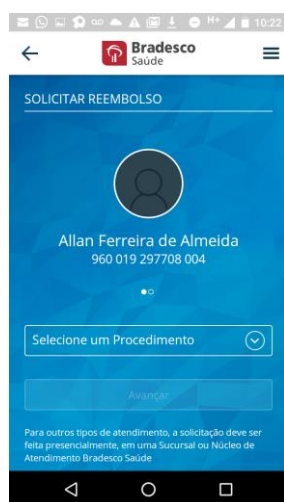 H+ 10:22
Bradesco
Saúde
SOLICITAR REEMBOLSO
Allan Ferreira de Almeida
960 019 297708 004
Selecione um Procedimento
Avançar
Para outros tipos de atendimento, a solicitação deve ser
feita presencialmente, em uma Sucursal ou Núcleo de
Atendimento Bradesco Saúde